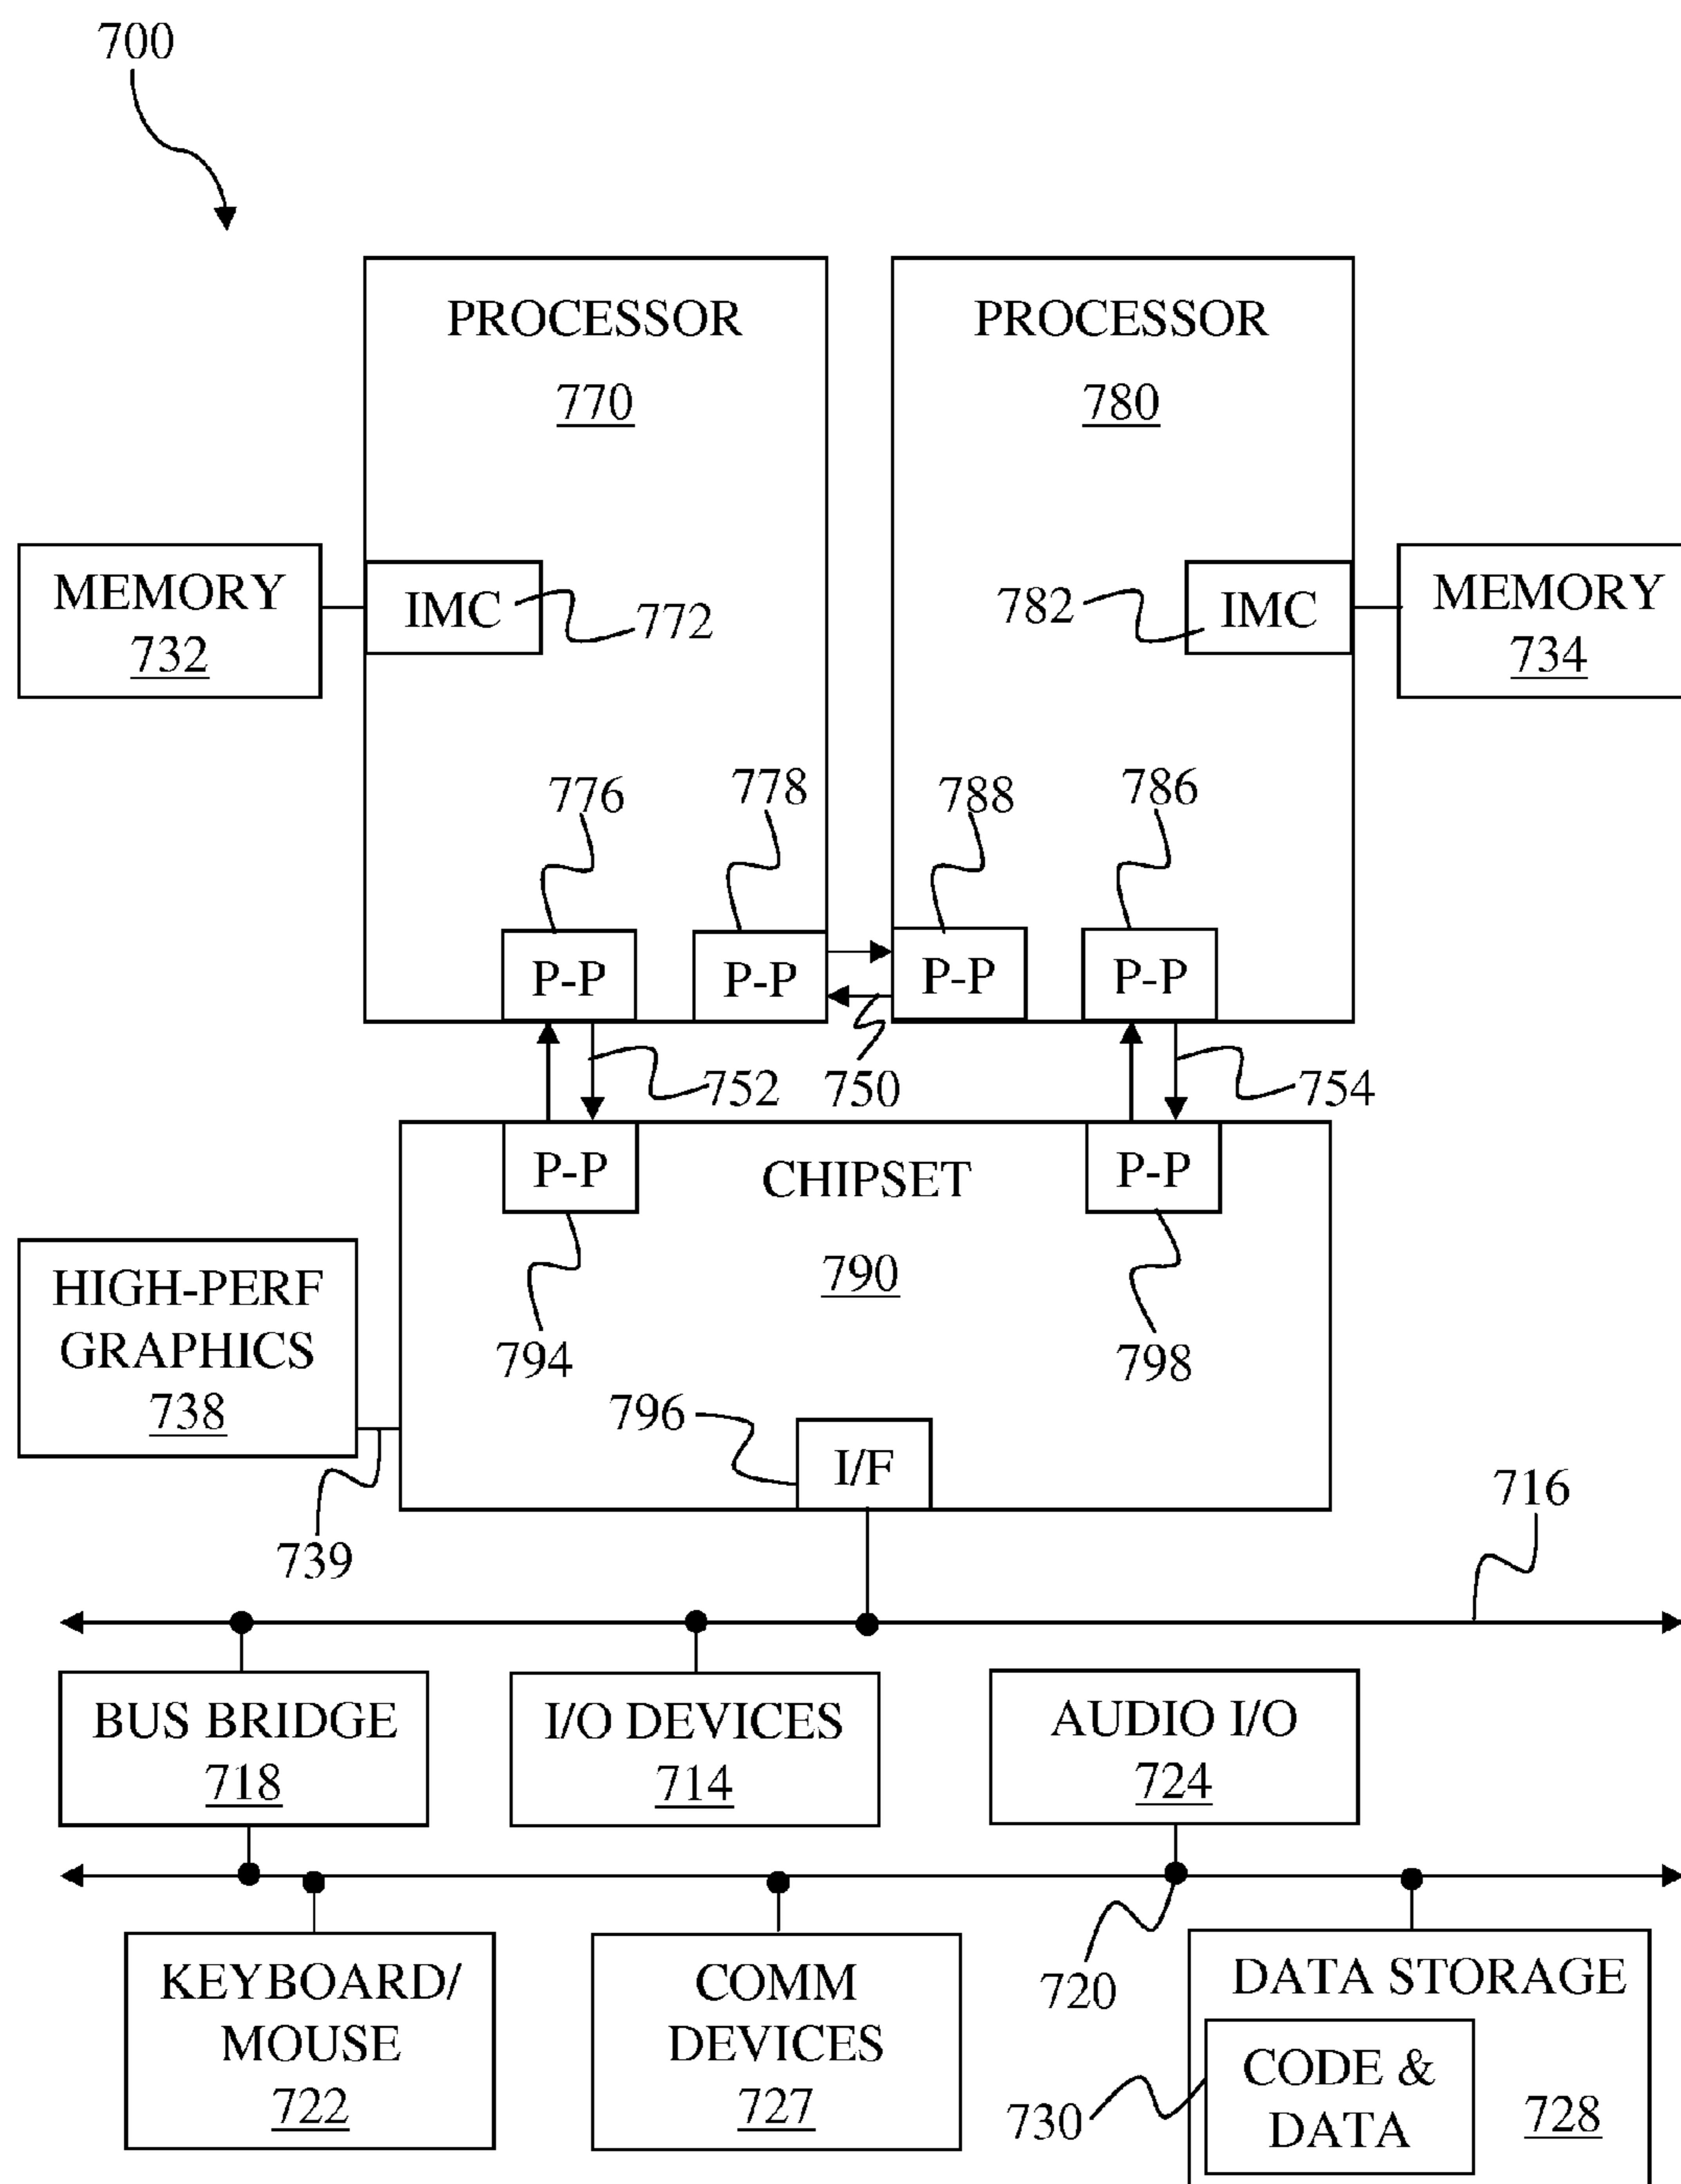 700
PROCESSOR
770
PROCESSOR
780
MEMORY
732
IMC
772
782
IMC
MEMORY
734
776
778
788
786
P-P
P-P
P-P
P-P
752
750
754
P-P
CHIPSET
P-P
790
HIGH-PERF
GRAPHICS
738
794
798
796
I/F
739
716
BUS BRIDGE
718
I/O DEVICES
714
AUDIO I/O
724
720
KEYBOARD/
MOUSE
722
COMM
DEVICES
727
DATA STORAGE
CODE &
DATA
730
728